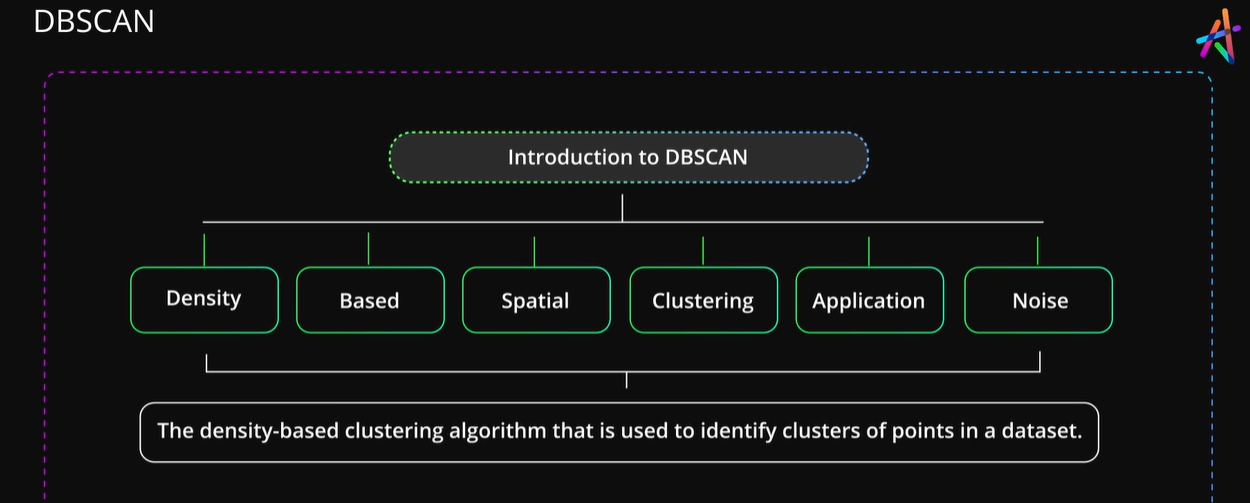 DBSCAN
Introduction to DBSCAN
Density
Based
Spatial
Clustering
Application
Noise
The density-based clustering algorithm that is used to identify clusters of points in a dataset.